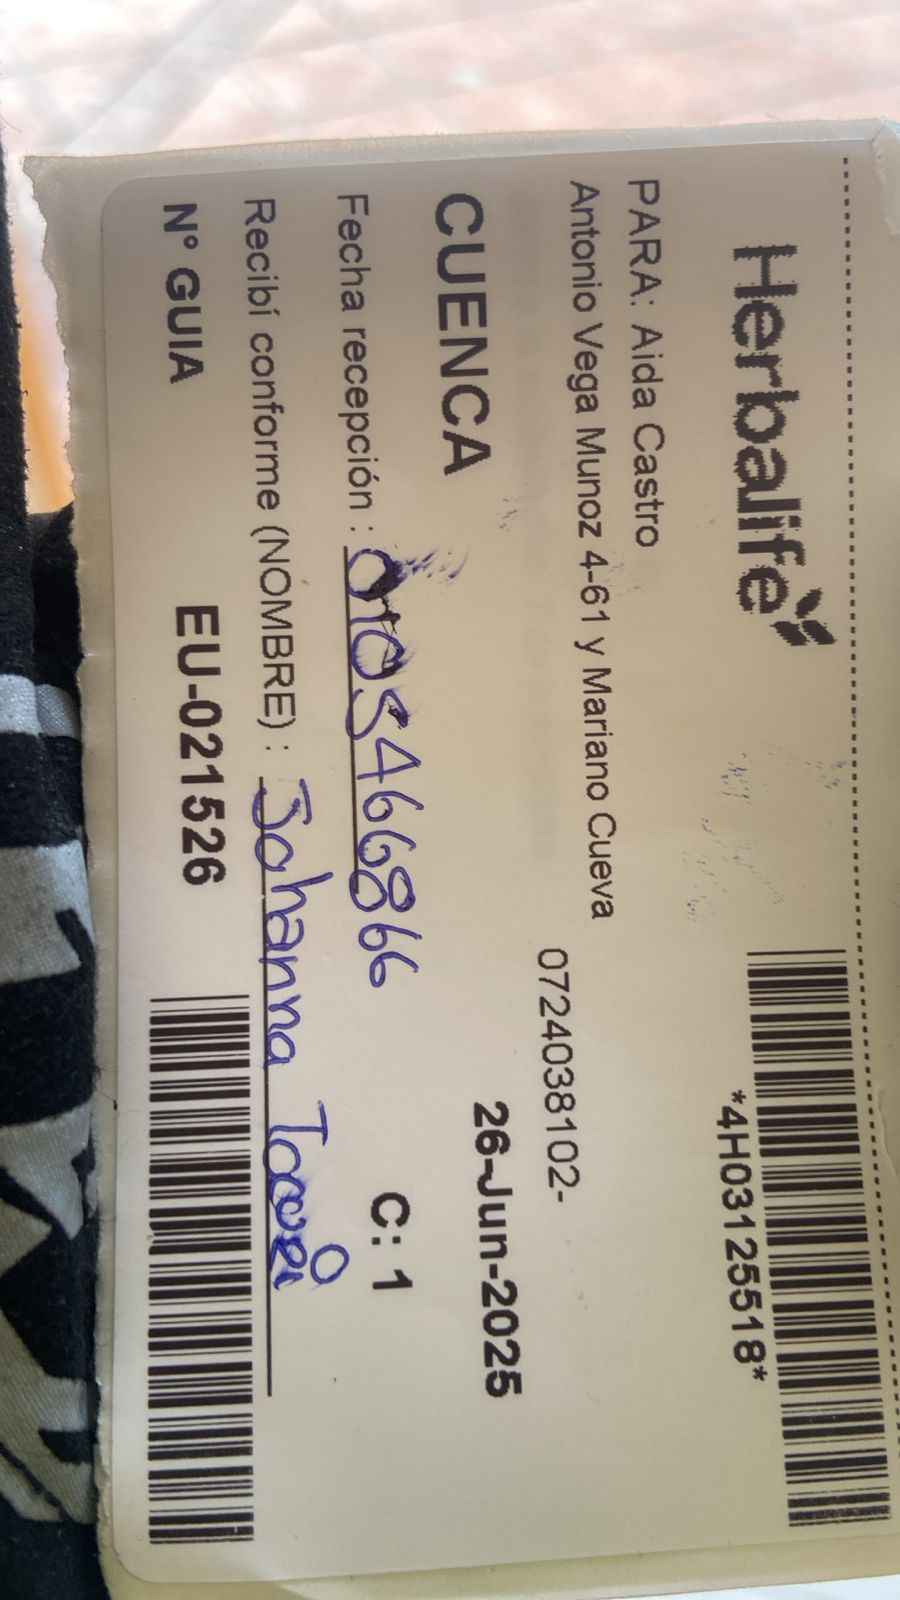 Herbalife
*4H03125518*
PARA: Aida Castro
Antonio Vega Munoz 4-61 y Mariano Cueva
0724038102-
CUENCA
26-Jun-2025
Fecha recepción : 0105466866
C: 1
Recibí conforme (NOMBRE) : Johanna
N° GUIA EU-021526